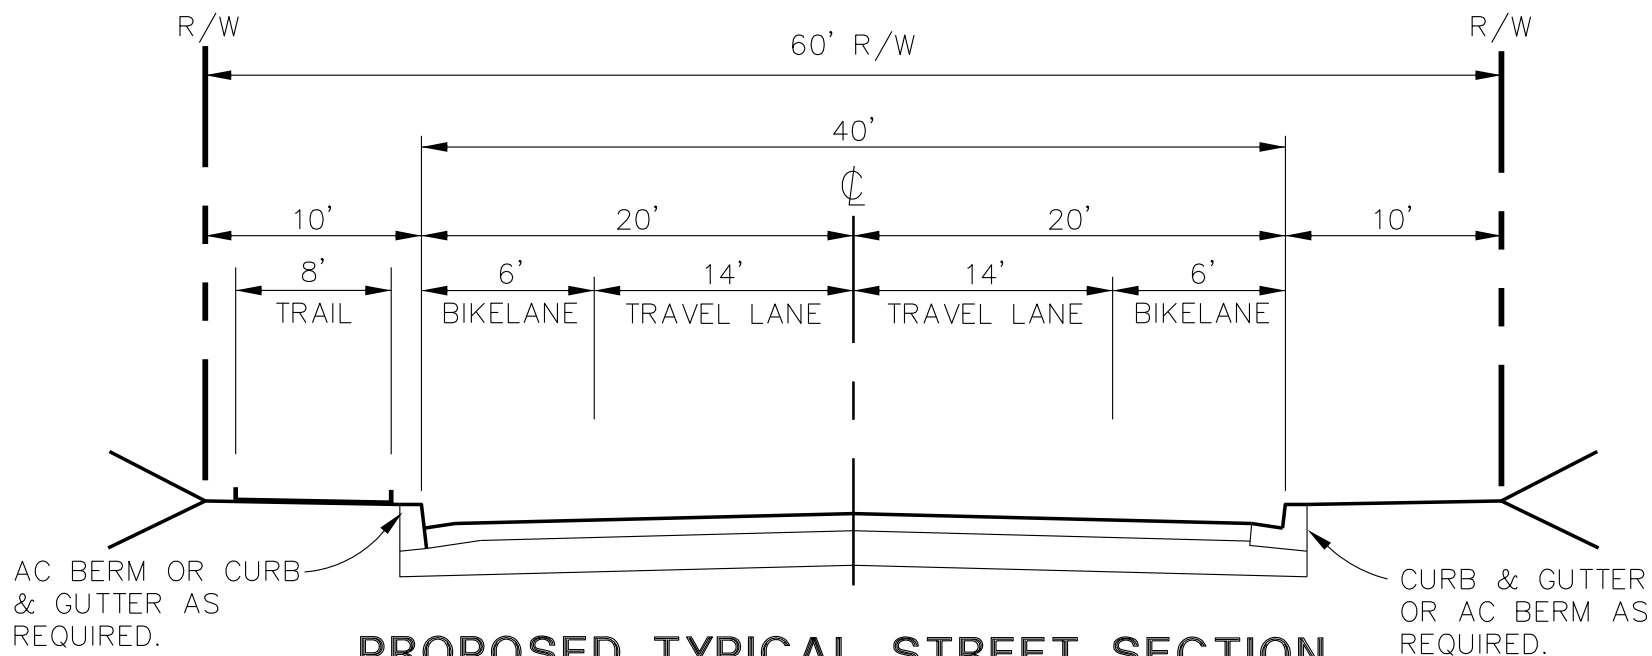 R/W
R/W
60' R/W
40'
℄
10'
20'
20'
10'
8'
6'
14'
14'
6'
TRAIL
BIKELANE
TRAVEL LANE
TRAVEL LANE
BIKELANE
AC BERM OR CURB
& GUTTER AS
REQUIRED.
CURB & GUTTER
OR AC BERM AS
REQUIRED.
PROPOSED TYPICAL STREET SECTION